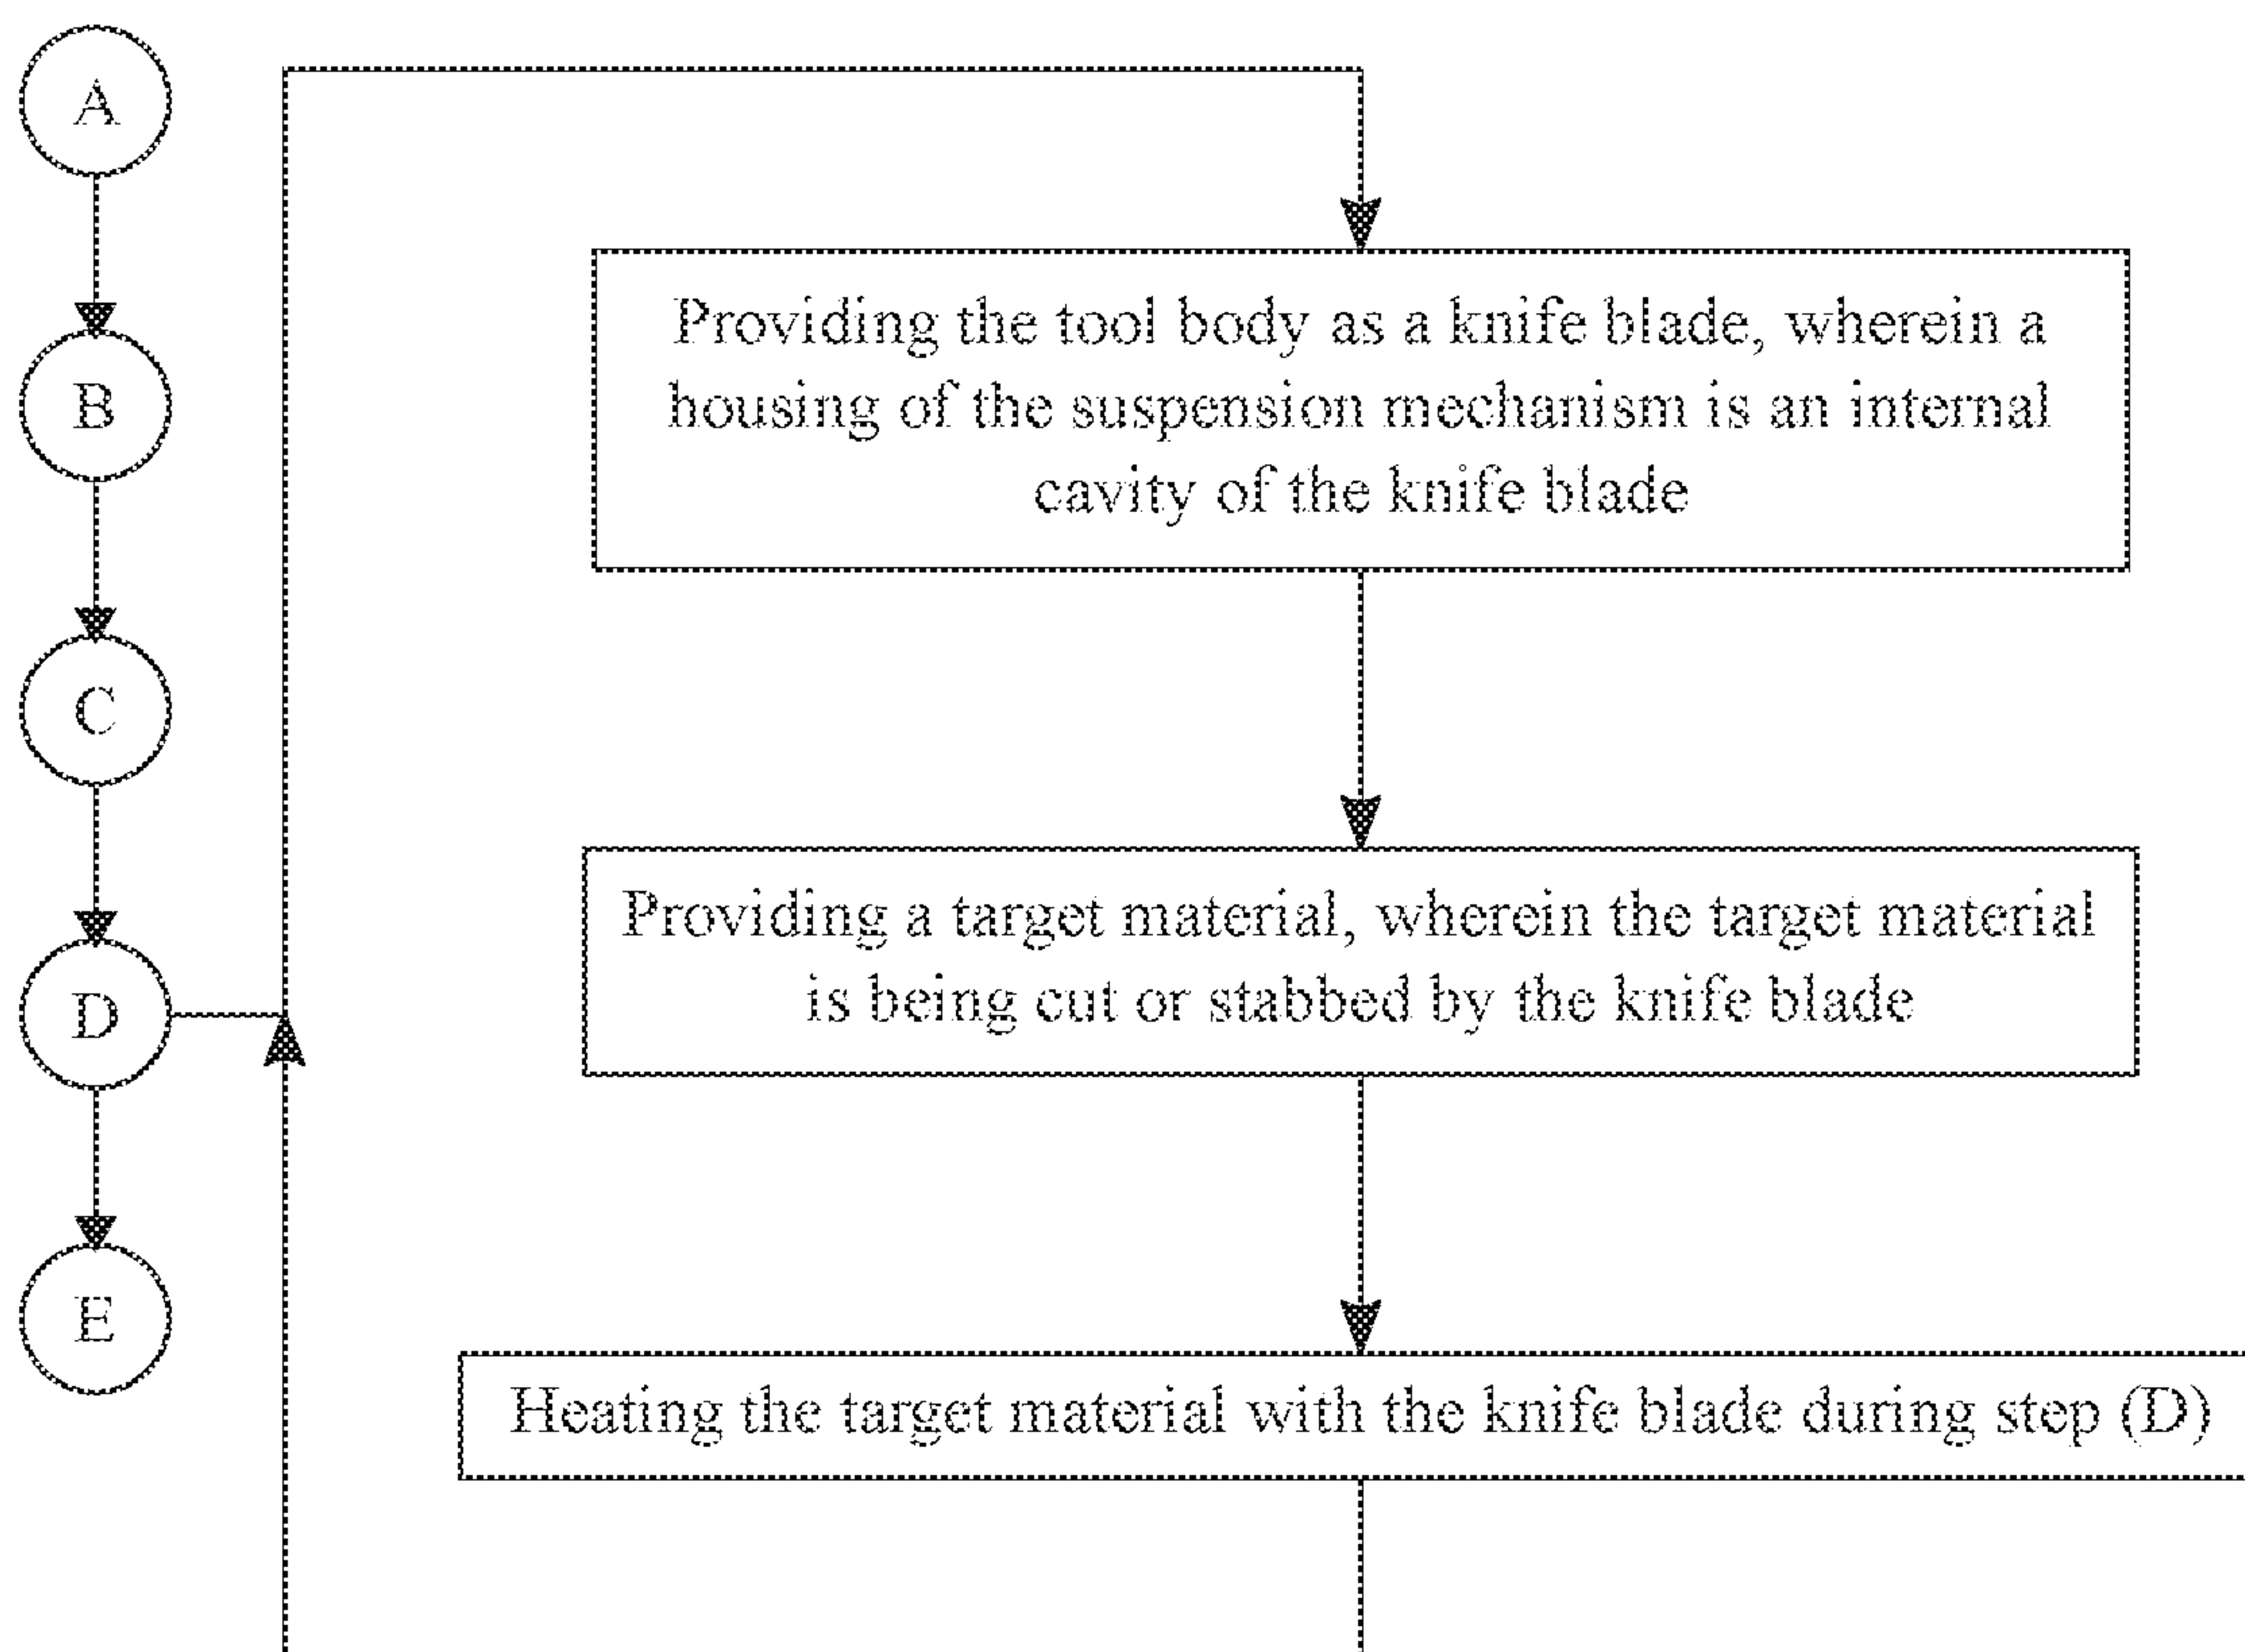 A
B
C
D
E
Providing the tool body as a knife blade, wherein a
housing of the suspension mechanism is an internal
cavity of the knife blade
Providing a target material, wherein the target material
is being cut or stabbed by the knife blade
Heating the target material with the knife blade during step (D)